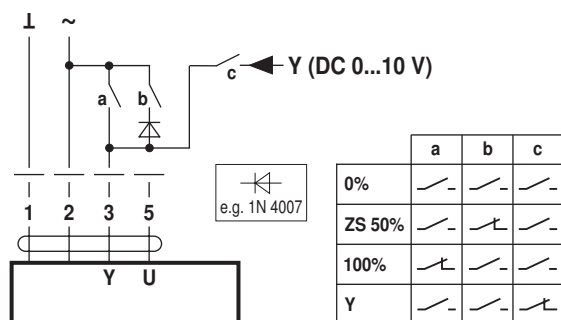 ⊥ ~
a b c Y (DC 0...10 V)
e.g. 1N 4007
1 2 3 5
Y U
a b c
0%
ZS 50%
100%
Y